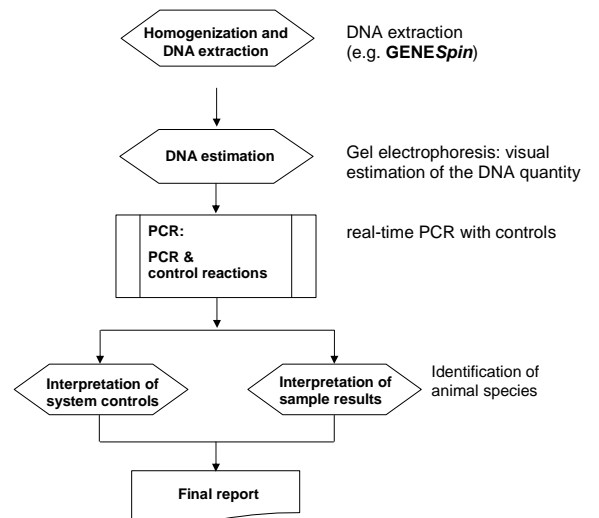 Homogenization and
DNA extraction
DNA extraction
(e.g. GENESpin)
DNA estimation
Gel electrophoresis: visual
estimation of the DNA quantity
PCR:
PCR &
control reactions
real-time PCR with controls
Interpretation of
system controls
Interpretation of
sample results
Identification of
animal species
Final report